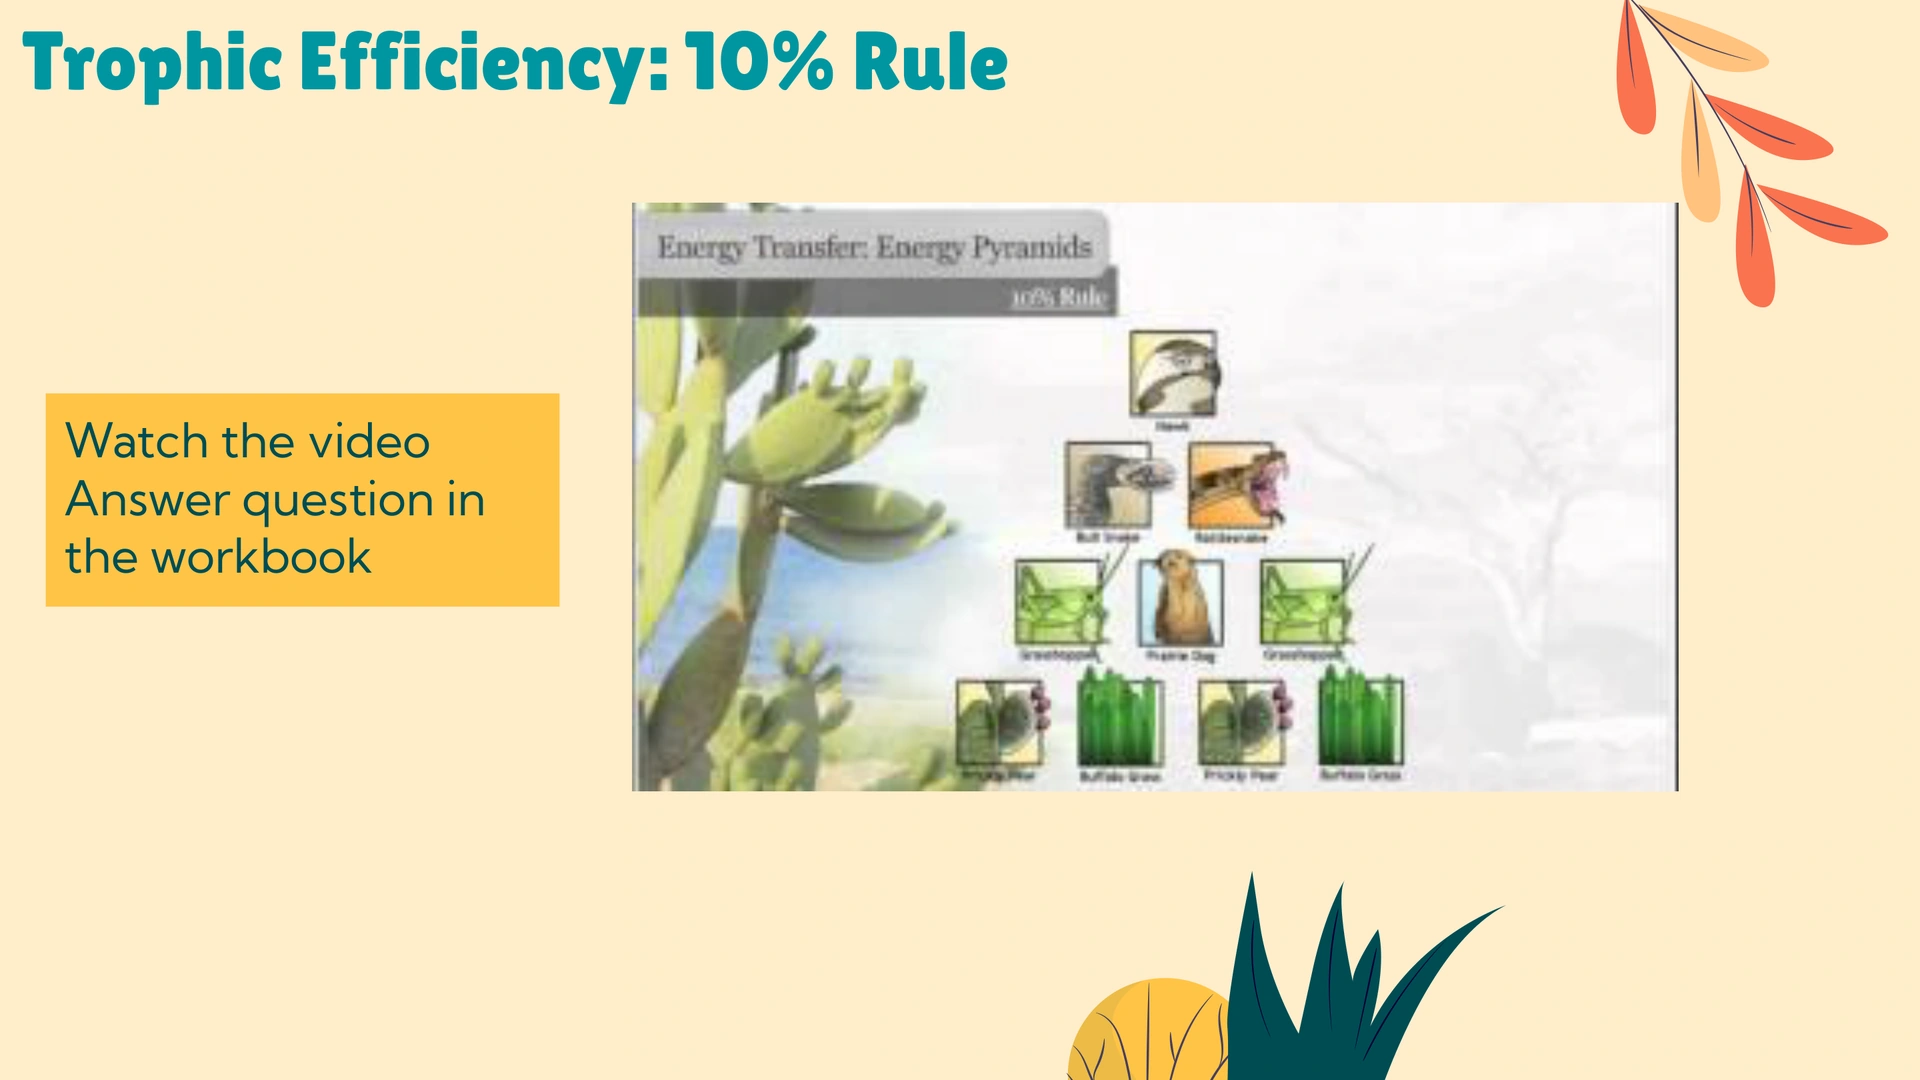 Trophic Efficiency: 10% Rule
Energy Transfer: Energy Pyramids
10% Rule
Watch the video
Answer question in
the workbook
Hawk
Bull Snake
Rattlesnake
Grasshopper
Prairie Dog
Grasshopper
Prickly Pear
Buffalo Grass
Prickly Pear
Buffalo Grass